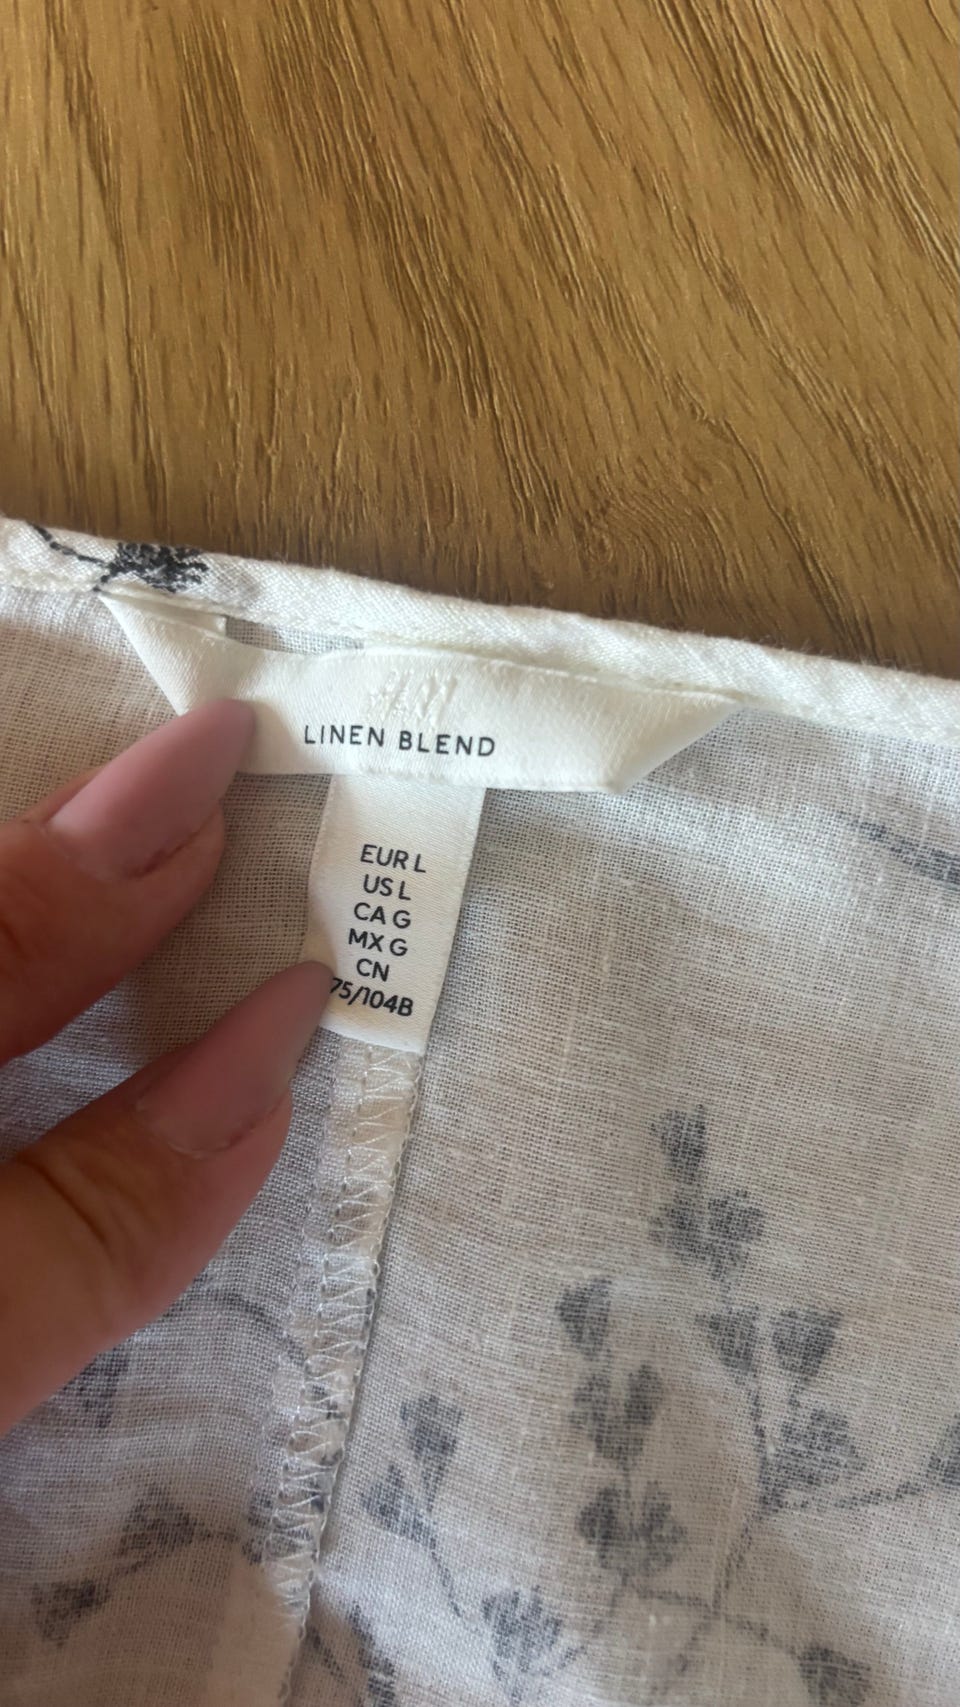 H&M
LINEN BLEND
EUR L
US L
CA G
MX G
CN
75/104B